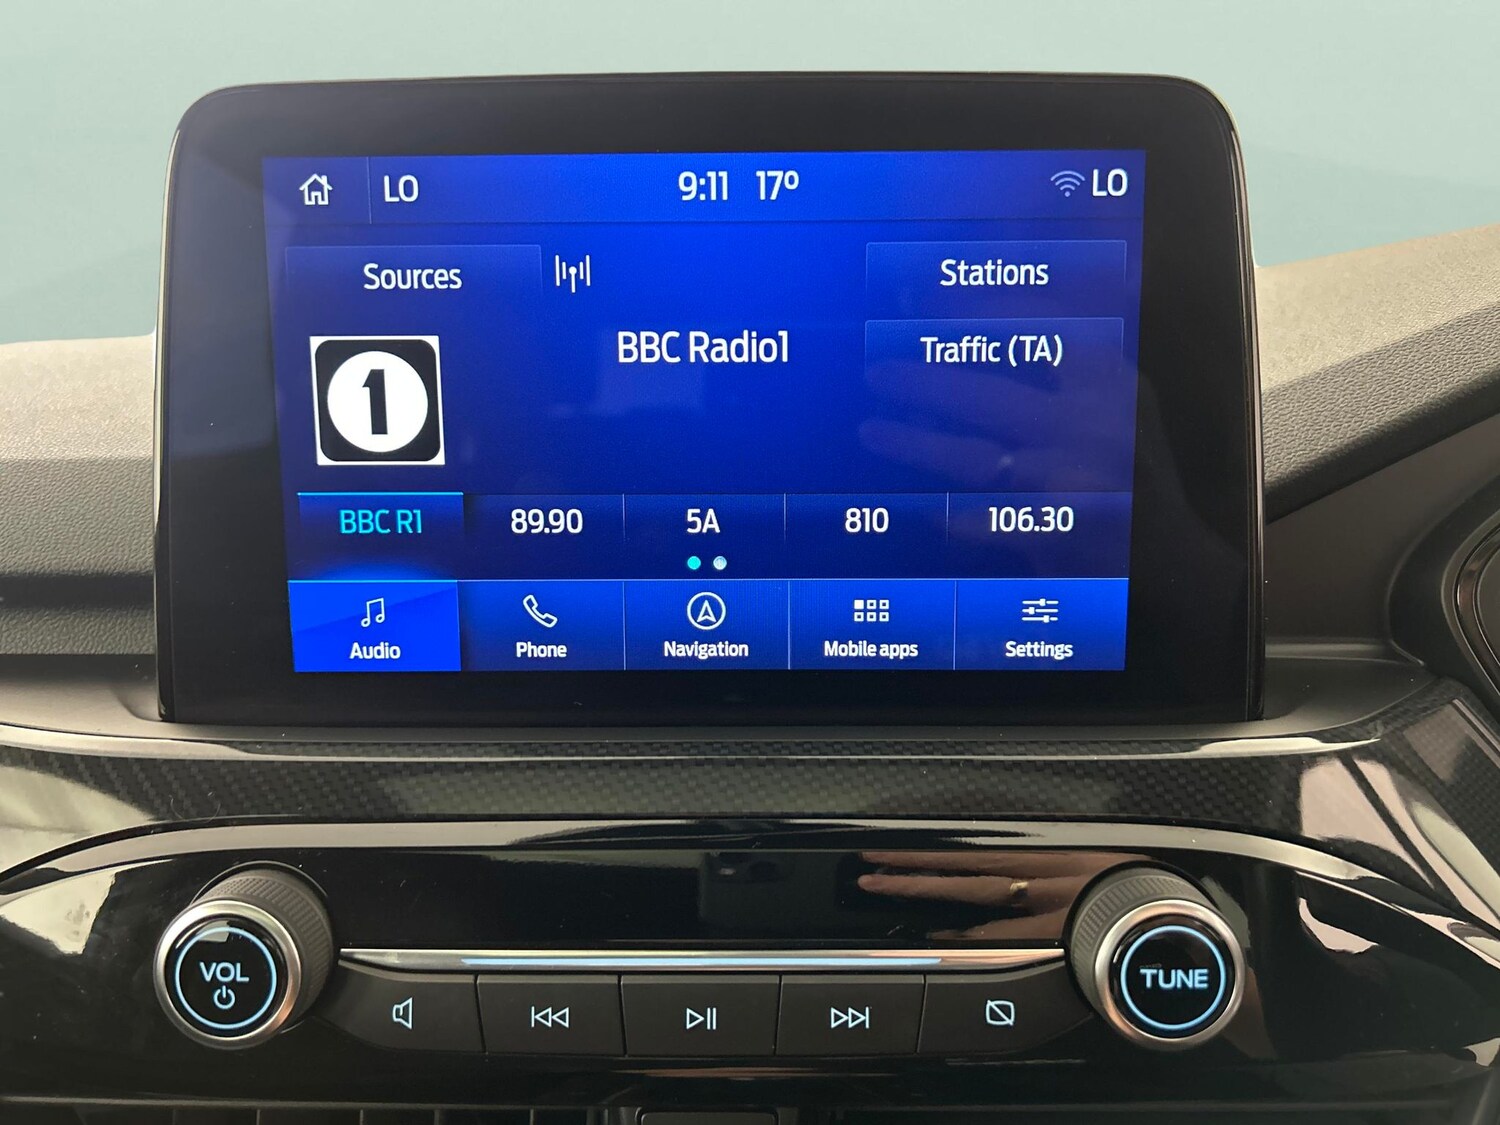 LO 9:11 17° LO
Sources Stations
BBC Radio1 Traffic (TA)
1
BBC R1 89.90 5A 810 106.30
Audio Phone Navigation Mobile apps Settings
VOL TUNE